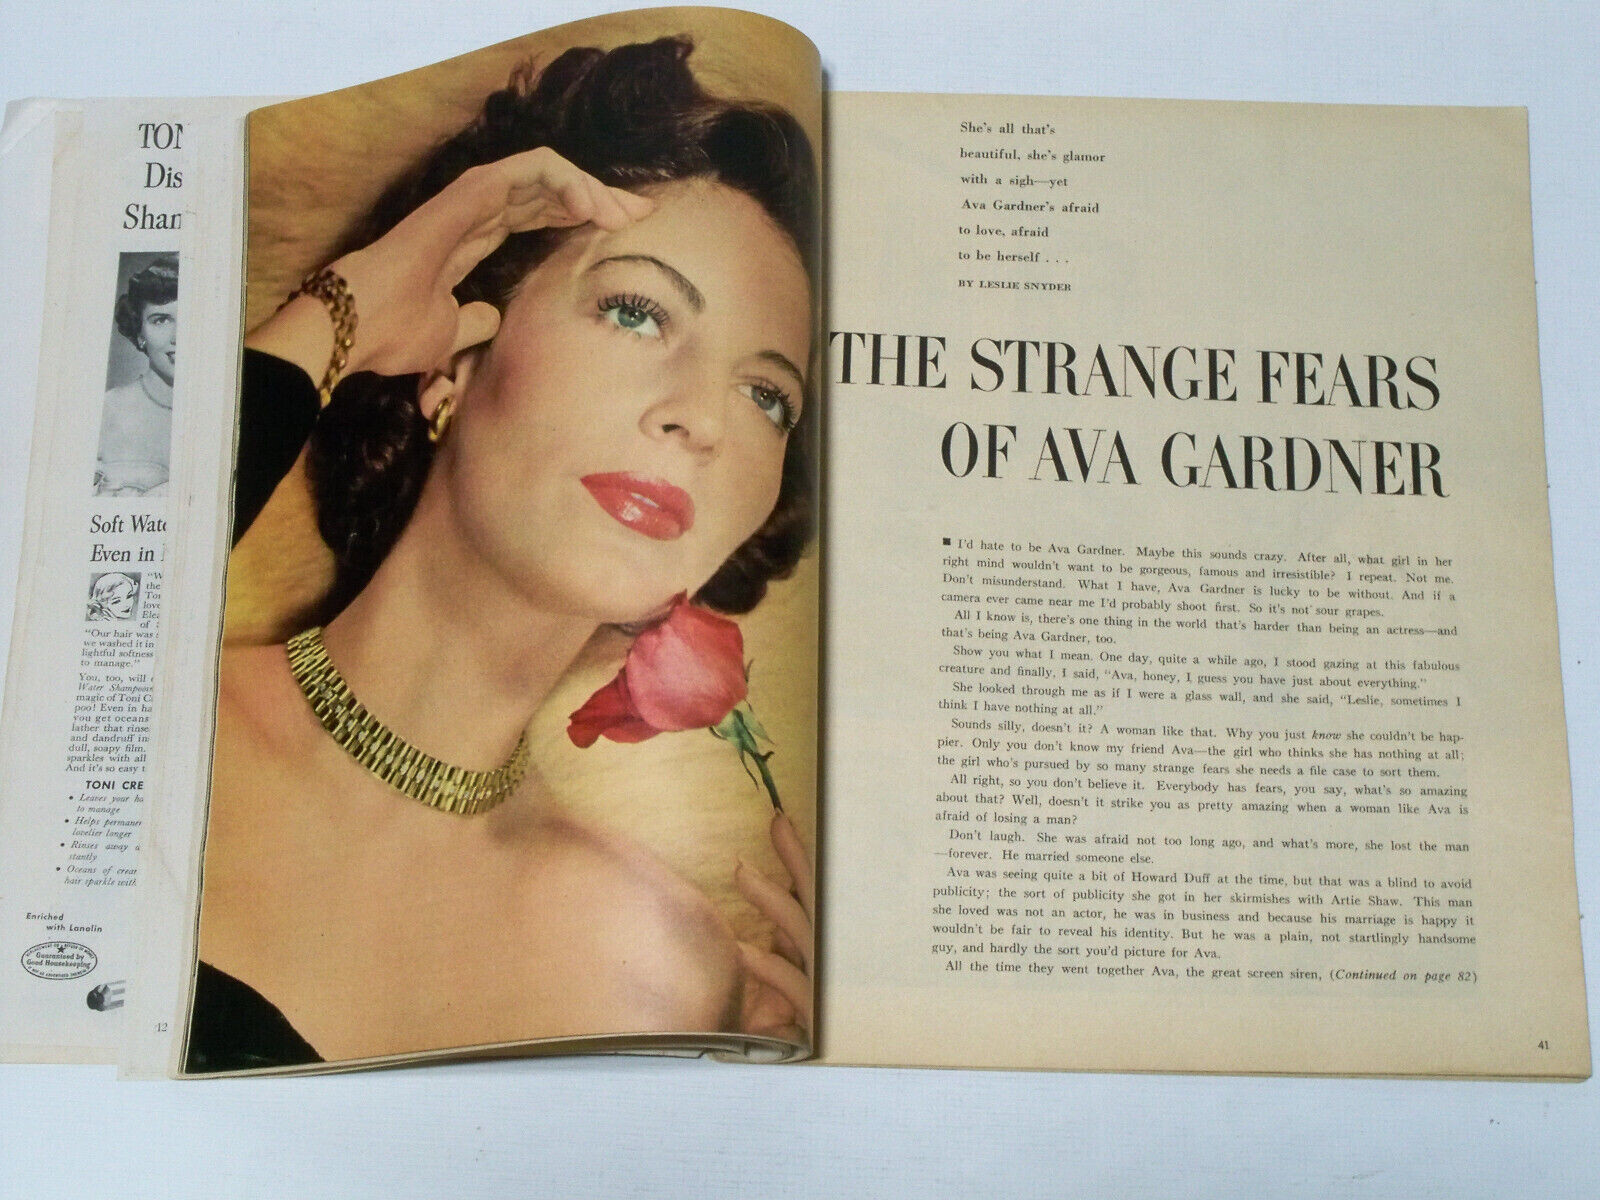 TON
Dis
Sham
Soft Wate
Even in
"W
the
Ton
love
Elea
of
"Our hair was
we washed it in
lightful softness
to manage."
You, too, will
Water Shampoos
magic of Toni C
poo! Even in ha
you get oceans
lather that rinse
and dandruff in
dull, soapy film.
sparkles with all
And it's so easy t
TONI CRE
• Leaves your ha
to manage
• Helps permaner
lovelier longer
• Rinses away a
stantly
• Oceans of crear
hair sparkle with
Enriched
with Lanolin
Guaranteed by
Good Housekeeping
12
She's all that's
beautiful, she's glamor
with a sigh—yet
Ava Gardner's afraid
to love, afraid
to be herself . . .
BY LESLIE SNYDER
THE STRANGE FEARS
OF AVA GARDNER
■ I'd hate to be Ava Gardner. Maybe this sounds crazy. After all, what girl in her
right mind wouldn't want to be gorgeous, famous and irresistible? I repeat. Not me.
Don't misunderstand. What I have, Ava Gardner is lucky to be without. And if a
camera ever came near me I'd probably shoot first. So it's not sour grapes.
All I know is, there's one thing in the world that's harder than being an actress—and
that's being Ava Gardner, too.
Show you what I mean. One day, quite a while ago, I stood gazing at this fabulous
creature and finally, I said, "Ava, honey, I guess you have just about everything."
She looked through me as if I were a glass wall, and she said, "Leslie, sometimes I
think I have nothing at all."
Sounds silly, doesn't it? A woman like that. Why you just know she couldn't be hap-
pier. Only you don't know my friend Ava—the girl who thinks she has nothing at all;
the girl who's pursued by so many strange fears she needs a file case to sort them.
All right, so you don't believe it. Everybody has fears, you say, what's so amazing
about that? Well, doesn't it strike you as pretty amazing when a woman like Ava is
afraid of losing a man?
Don't laugh. She was afraid not too long ago, and what's more, she lost the man
—forever. He married someone else.
Ava was seeing quite a bit of Howard Duff at the time, but that was a blind to avoid
publicity; the sort of publicity she got in her skirmishes with Artie Shaw. This man
she loved was not an actor, he was in business and because his marriage is happy it
wouldn't be fair to reveal his identity. But he was a plain, not startlingly handsome
guy, and hardly the sort you'd picture for Ava.
All the time they went together Ava, the great screen siren, (Continued on page 82)
41